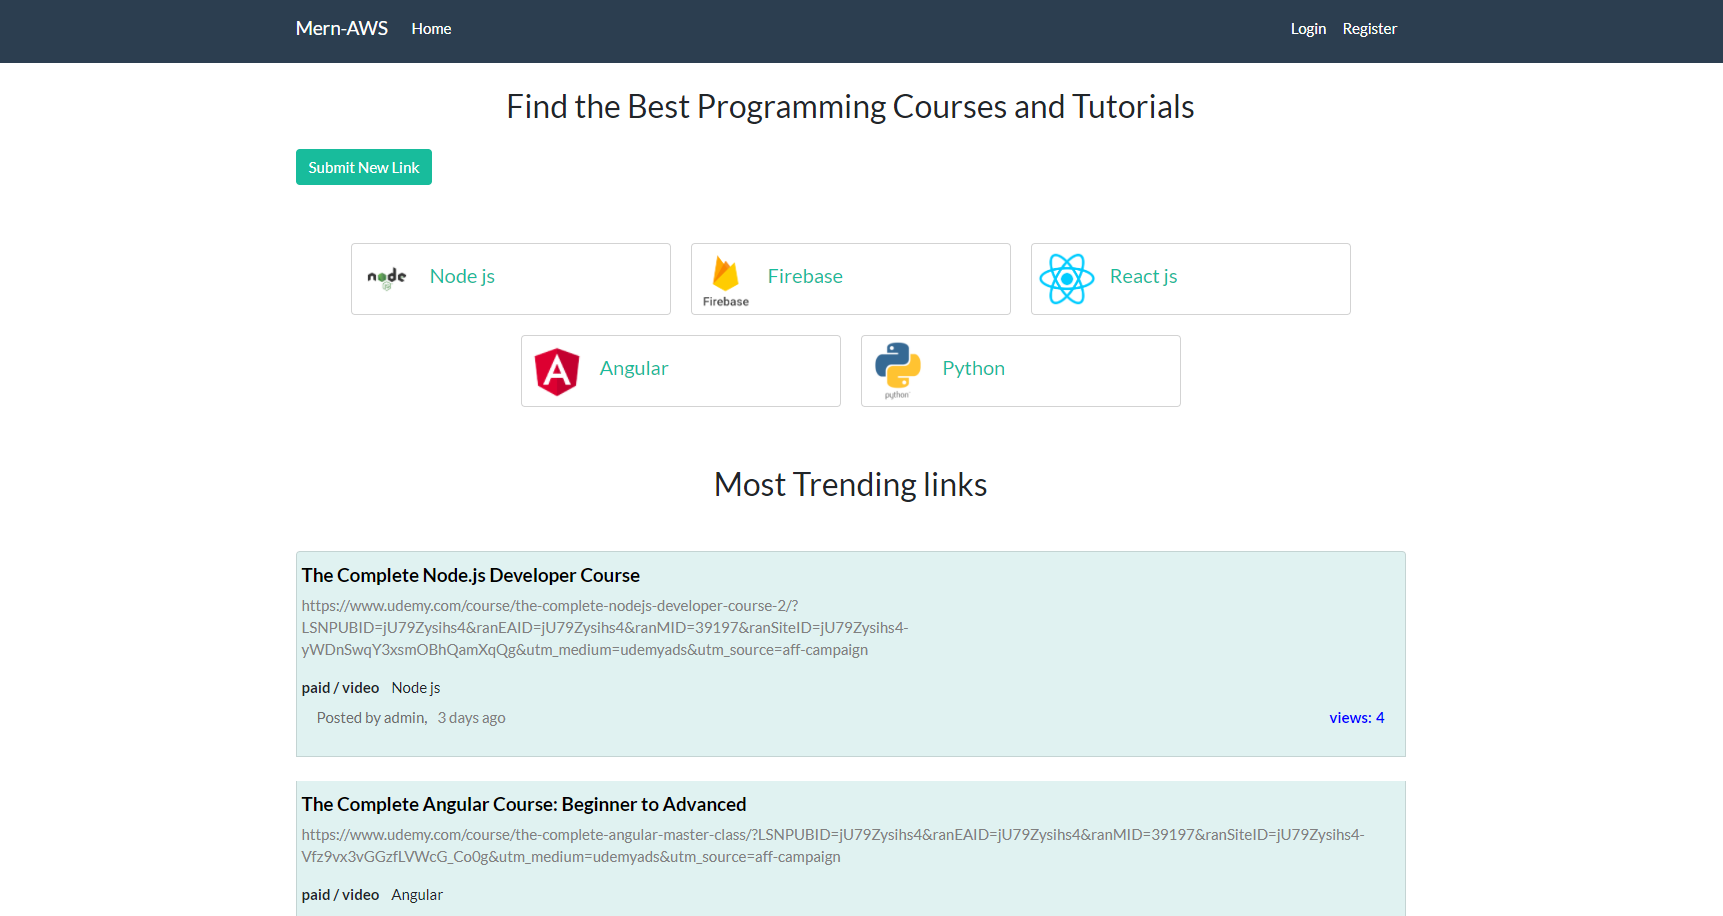 Mern-AWS Home Login Register
Find the Best Programming Courses and Tutorials
Submit New Link
node
JS
Node js
Firebase
Firebase
React js
A
Angular
python
Python
Most Trending links
The Complete Node.js Developer Course
https://www.udemy.com/course/the-complete-nodejs-developer-course-2/?
LSNPUBID=jU79Zysihs4&ranEAID=jU79Zysihs4&ranMID=39197&ranSiteID=jU79Zysihs4-
yWDnSwqY3xsmOBhQamXqQg&utm_medium=udemyads&utm_source=aff-campaign
paid / video Node js
Posted by admin, 3 days ago views: 4
The Complete Angular Course: Beginner to Advanced
https://www.udemy.com/course/the-complete-angular-master-class/?LSNPUBID=jU79Zysihs4&ranEAID=jU79Zysihs4&ranMID=39197&ranSiteID=jU79Zysihs4-
Vfz9vx3vGGzfLVWcG_Co0g&utm_medium=udemyads&utm_source=aff-campaign
paid / video Angular